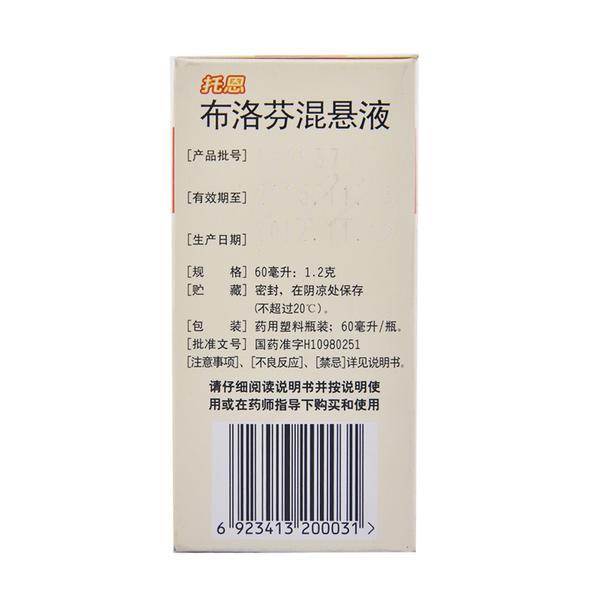 托恩
布洛芬混悬液
[产品批号]
[有效期至]
[生产日期]
[规 格] 60毫升：1.2克
[贮 藏] 密封，在阴凉处保存
(不超过20℃)。
[包 装] 药用塑料瓶装；60毫升/瓶。
[批准文号] 国药准字H10980251
[注意事项]、[不良反应]、[禁忌]详见说明书。
请仔细阅读说明书并按说明使
用或在药师指导下购买和使用
6 923413 200031 >